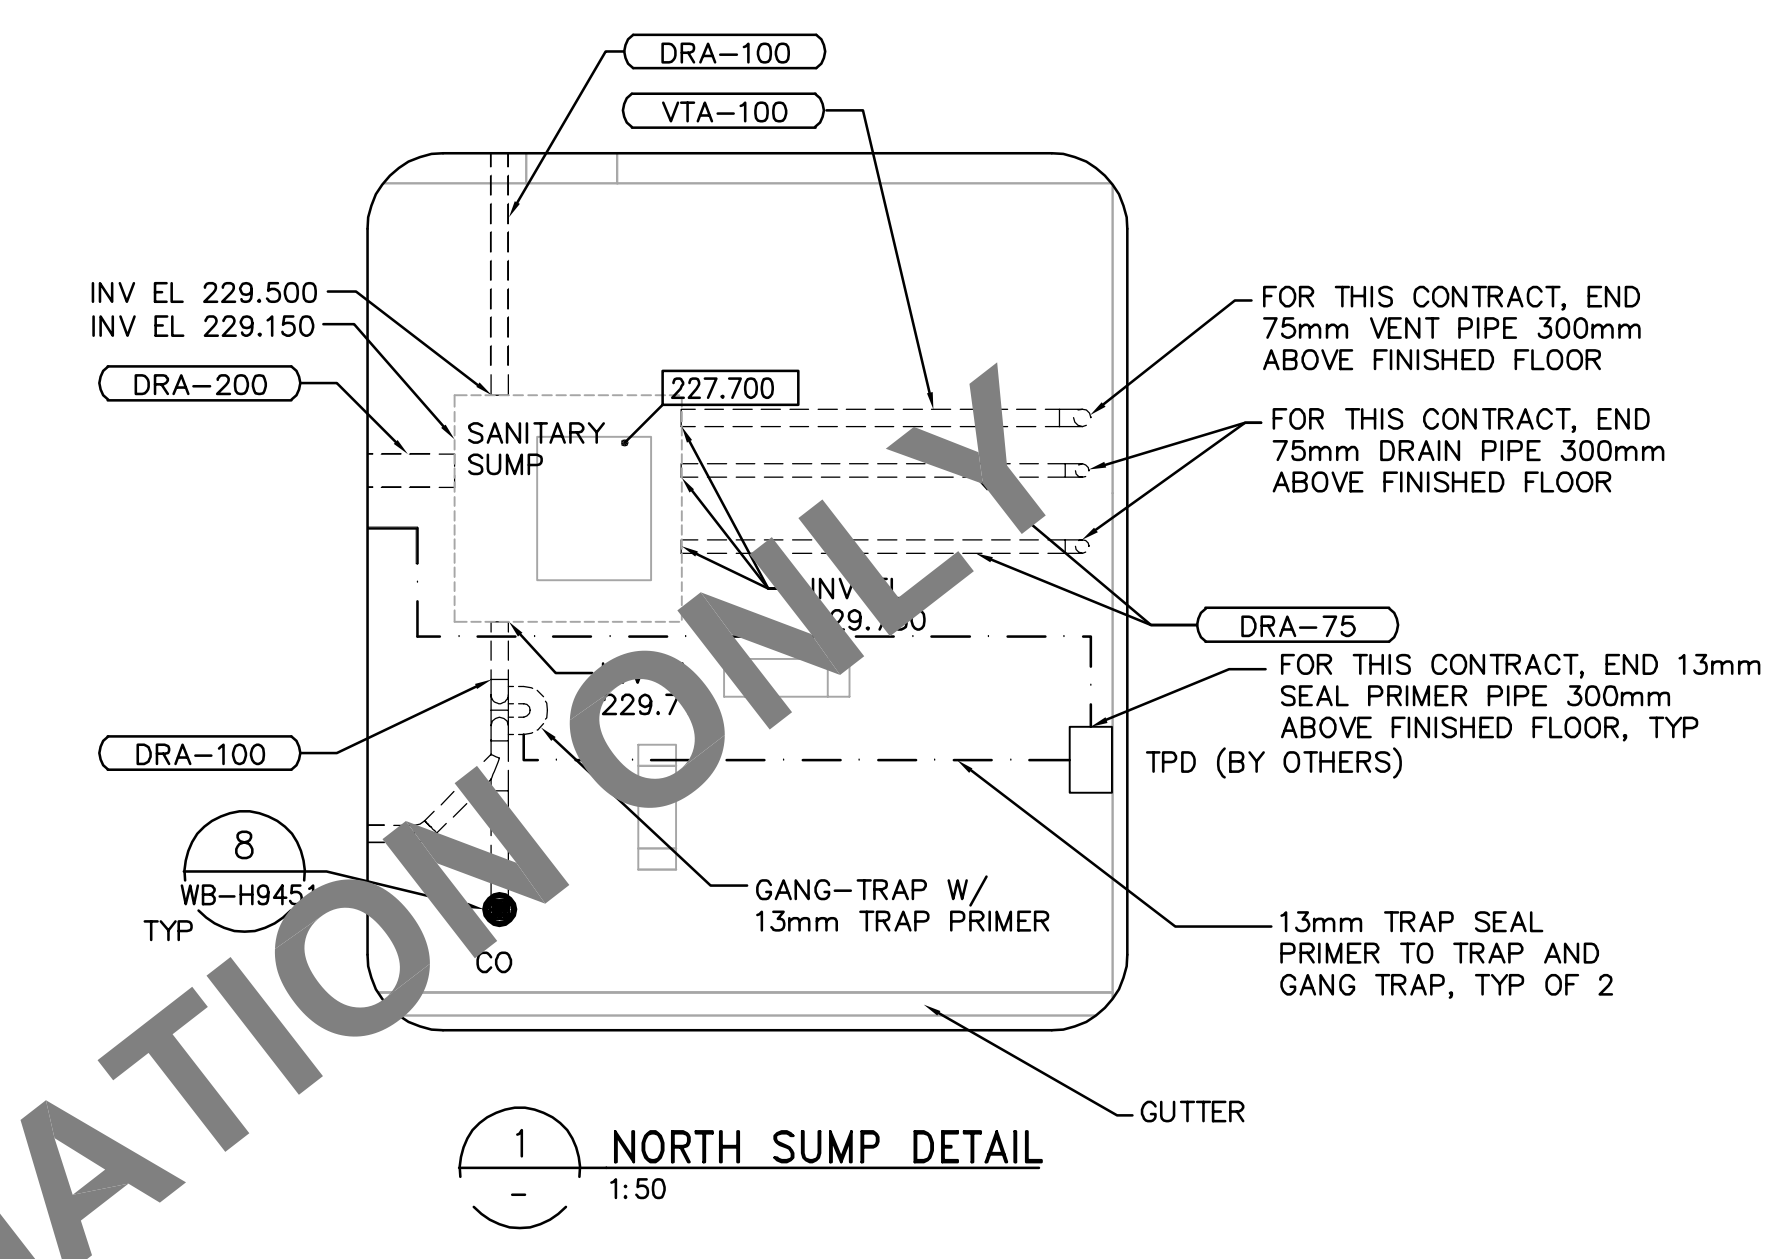 DRA-100
VTA-100
INV EL 229.500
INV EL 229.150
DRA-200
227.700
SANITARY
SUMP
FOR THIS CONTRACT, END
75mm VENT PIPE 300mm
ABOVE FINISHED FLOOR
FOR THIS CONTRACT, END
75mm DRAIN PIPE 300mm
ABOVE FINISHED FLOOR
DRA-75
FOR THIS CONTRACT, END 13mm
SEAL PRIMER PIPE 300mm
ABOVE FINISHED FLOOR, TYP
TPD (BY OTHERS)
DRA-100
8
WB-H9451
TYP
CO
GANG-TRAP W/
13mm TRAP PRIMER
13mm TRAP SEAL
PRIMER TO TRAP AND
GANG TRAP, TYP OF 2
GUTTER
1
-
NORTH SUMP DETAIL
1:50
ATION ONLY